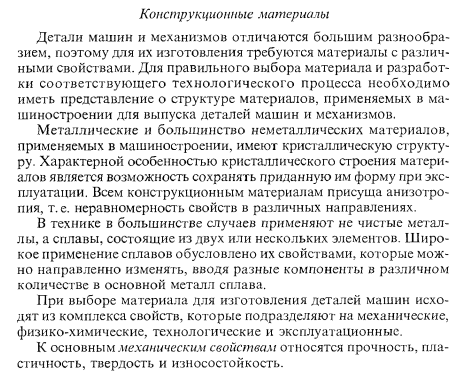 Конструкционные материалы
Детали машин и механизмов отличаются большим разнообра-
зием, поэтому для их изготовления требуются материалы с различ-
ными свойствами. Для правильного выбора материала и разработ-
ки соответствующего технологического процесса необходимо
иметь представление о структуре материалов, применяемых в ма-
шиностроении для выпуска деталей машин и механизмов.
Металлические и большинство неметаллических материалов,
применяемых в машиностроении, имеют кристаллическую структу-
ру. Характерной особенностью кристаллического строения матери-
алов является возможность сохранять приданную им форму при экс-
плуатации. Всем конструкционным материалам присуща анизотро-
пия, т. е. неравномерность свойств в различных направлениях.
В технике в большинстве случаев применяют не чистые метал-
лы, а сплавы, состоящие из двух или нескольких элементов. Широ-
кое применение сплавов обусловлено их свойствами, которые мож-
но направленно изменять, вводя разные компоненты в различном
количестве в основной металл сплава.
При выборе материала для изготовления деталей машин исхо-
дят из комплекса свойств, которые подразделяют на механические,
физико-химические, технологические и эксплуатационные.
К основным механическим свойствам относятся прочность, пла-
стичность, твердость и износостойкость.